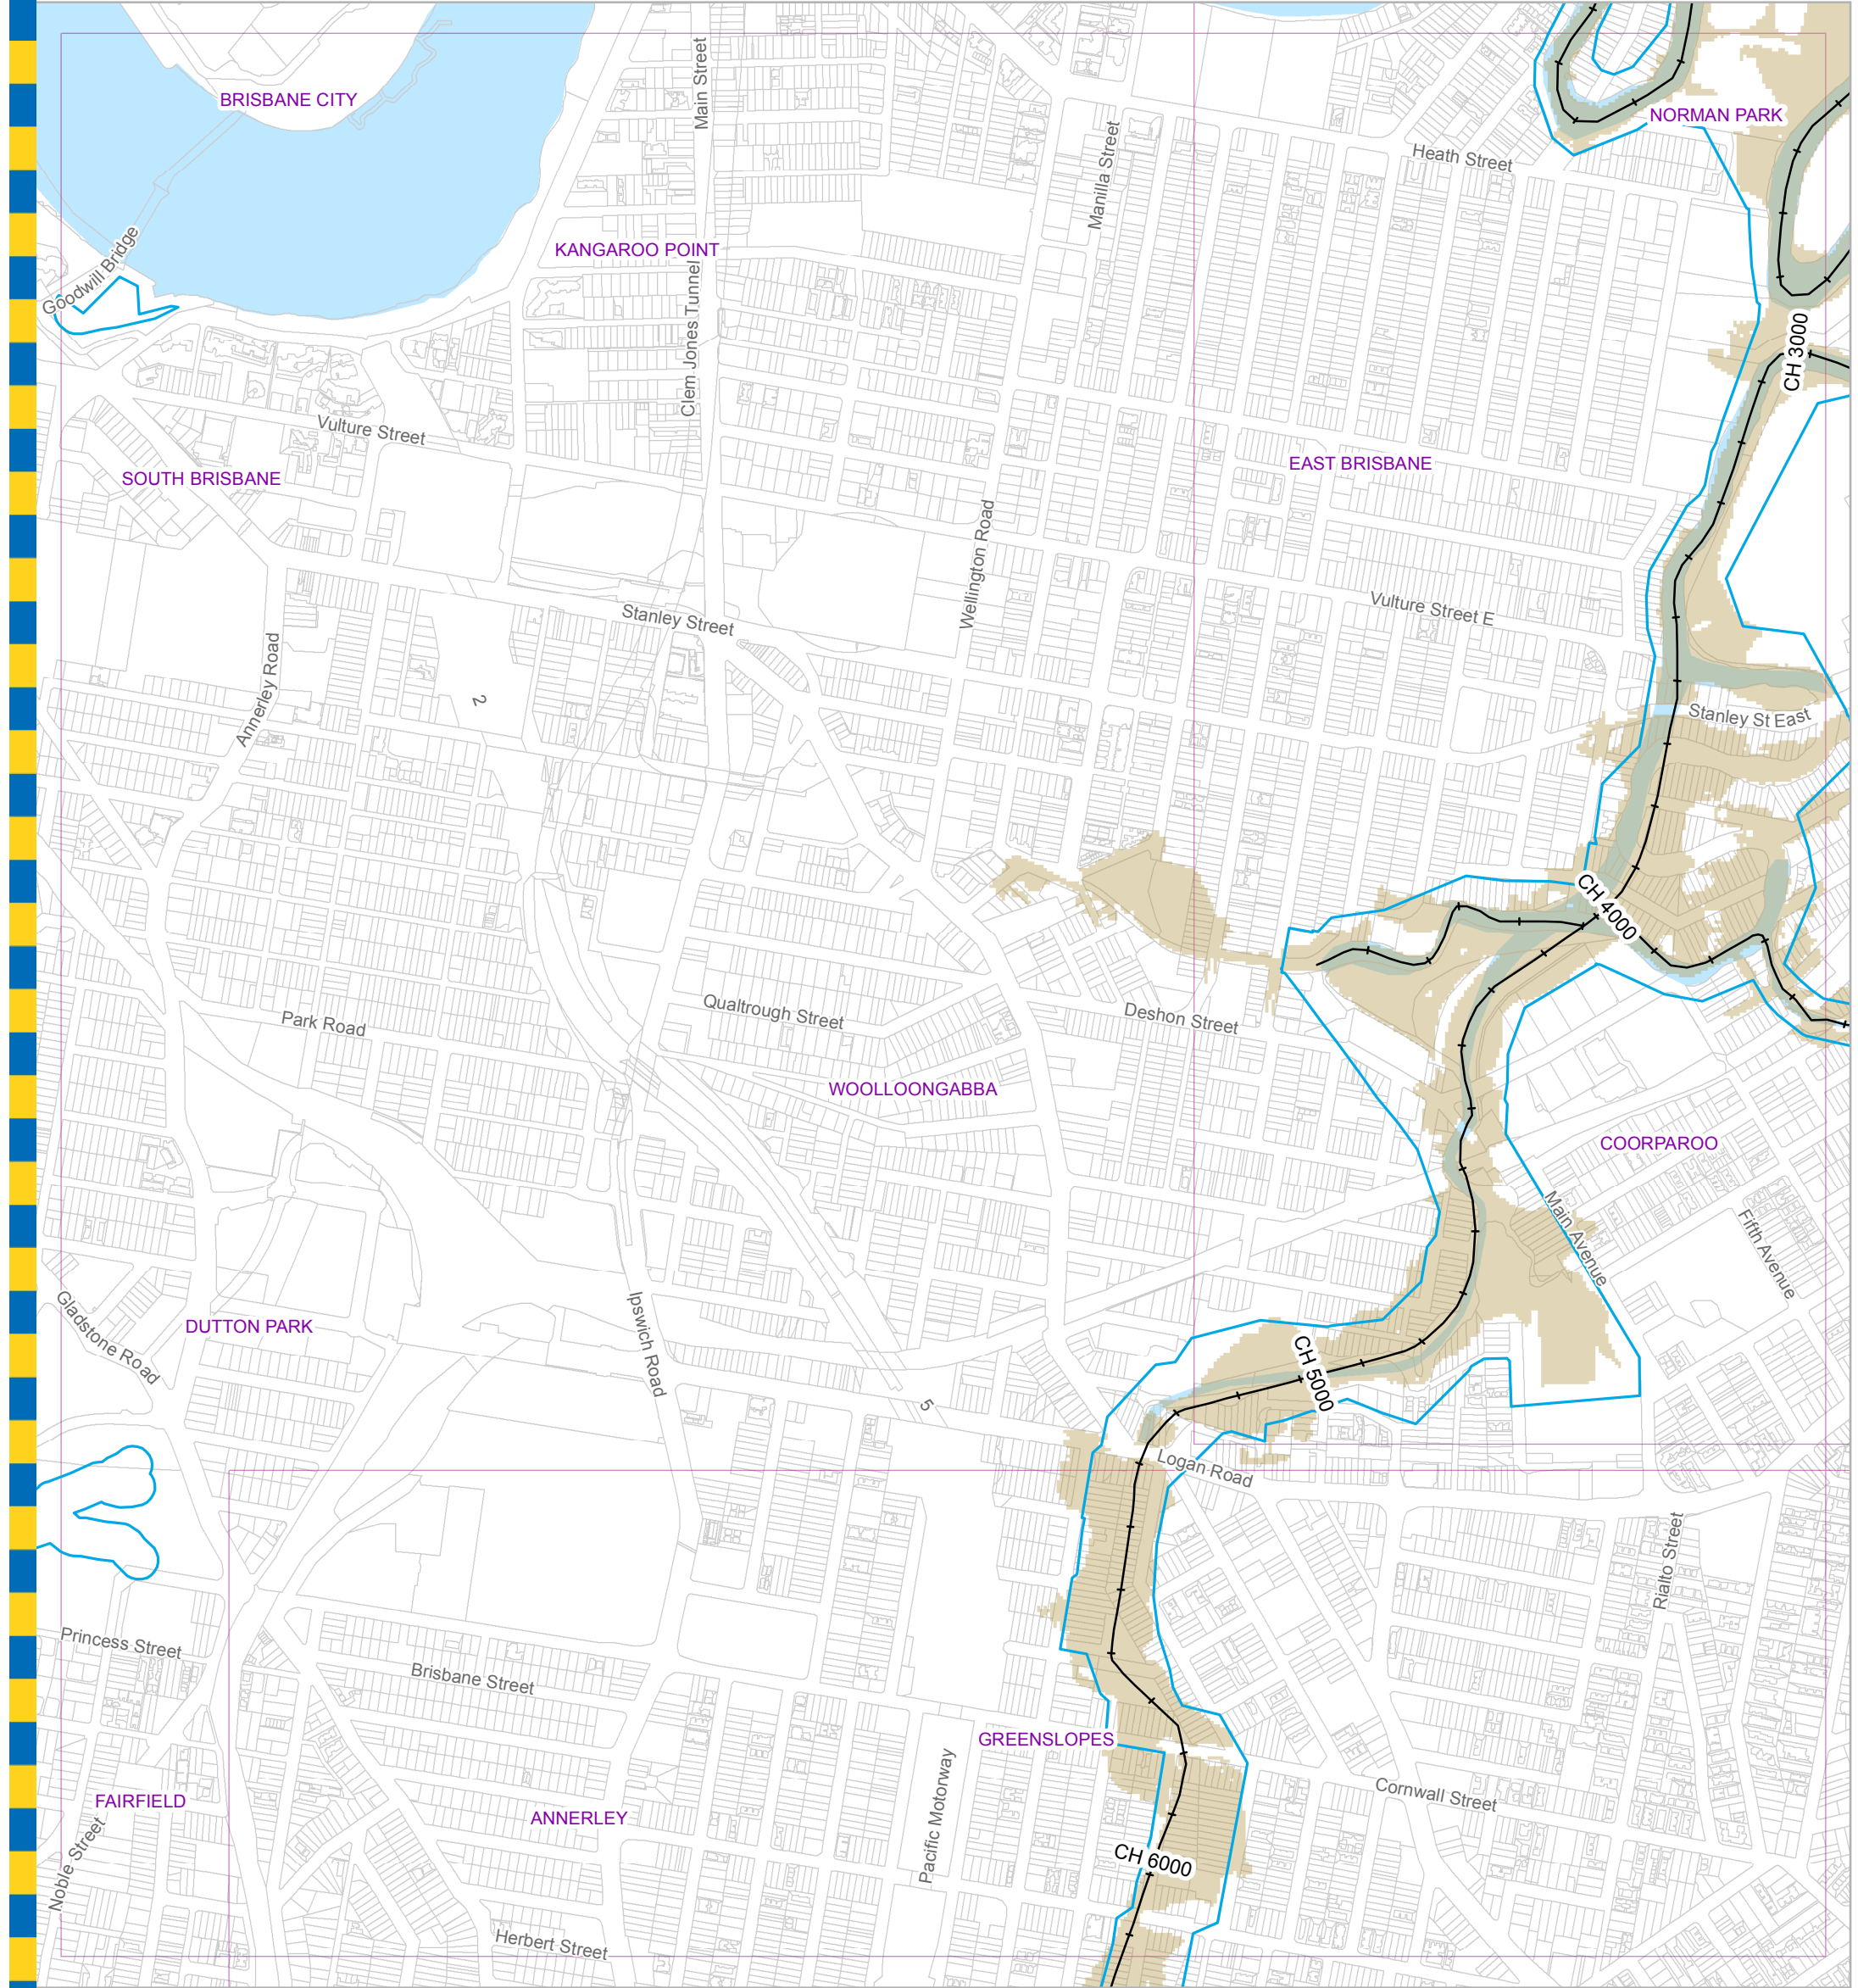 BRISBANE CITY
Main Street
NORMAN PARK
Manilla Street
Heath Street
KANGAROO POINT
Goodwill Bridge
Clem Jones Tunnel
CH 3000
Vulture Street
SOUTH BRISBANE
EAST BRISBANE
Wellington Road
Stanley Street
Vulture Street E
Annerley Road
2
Stanley St East
CH 4000
Qualtrough Street
Deshon Street
Park Road
WOOLLOONGABBA
COORPAROO
Main Avenue
Fifth Avenue
Gladstone Road
DUTTON PARK
Ipswich Road
CH 5000
5
Logan Road
Rialto Street
Princess Street
Brisbane Street
GREENSLOPES
Pacific Motorway
Cornwall Street
FAIRFIELD
ANNERLEY
Noble Street
CH 6000
Herbert Street